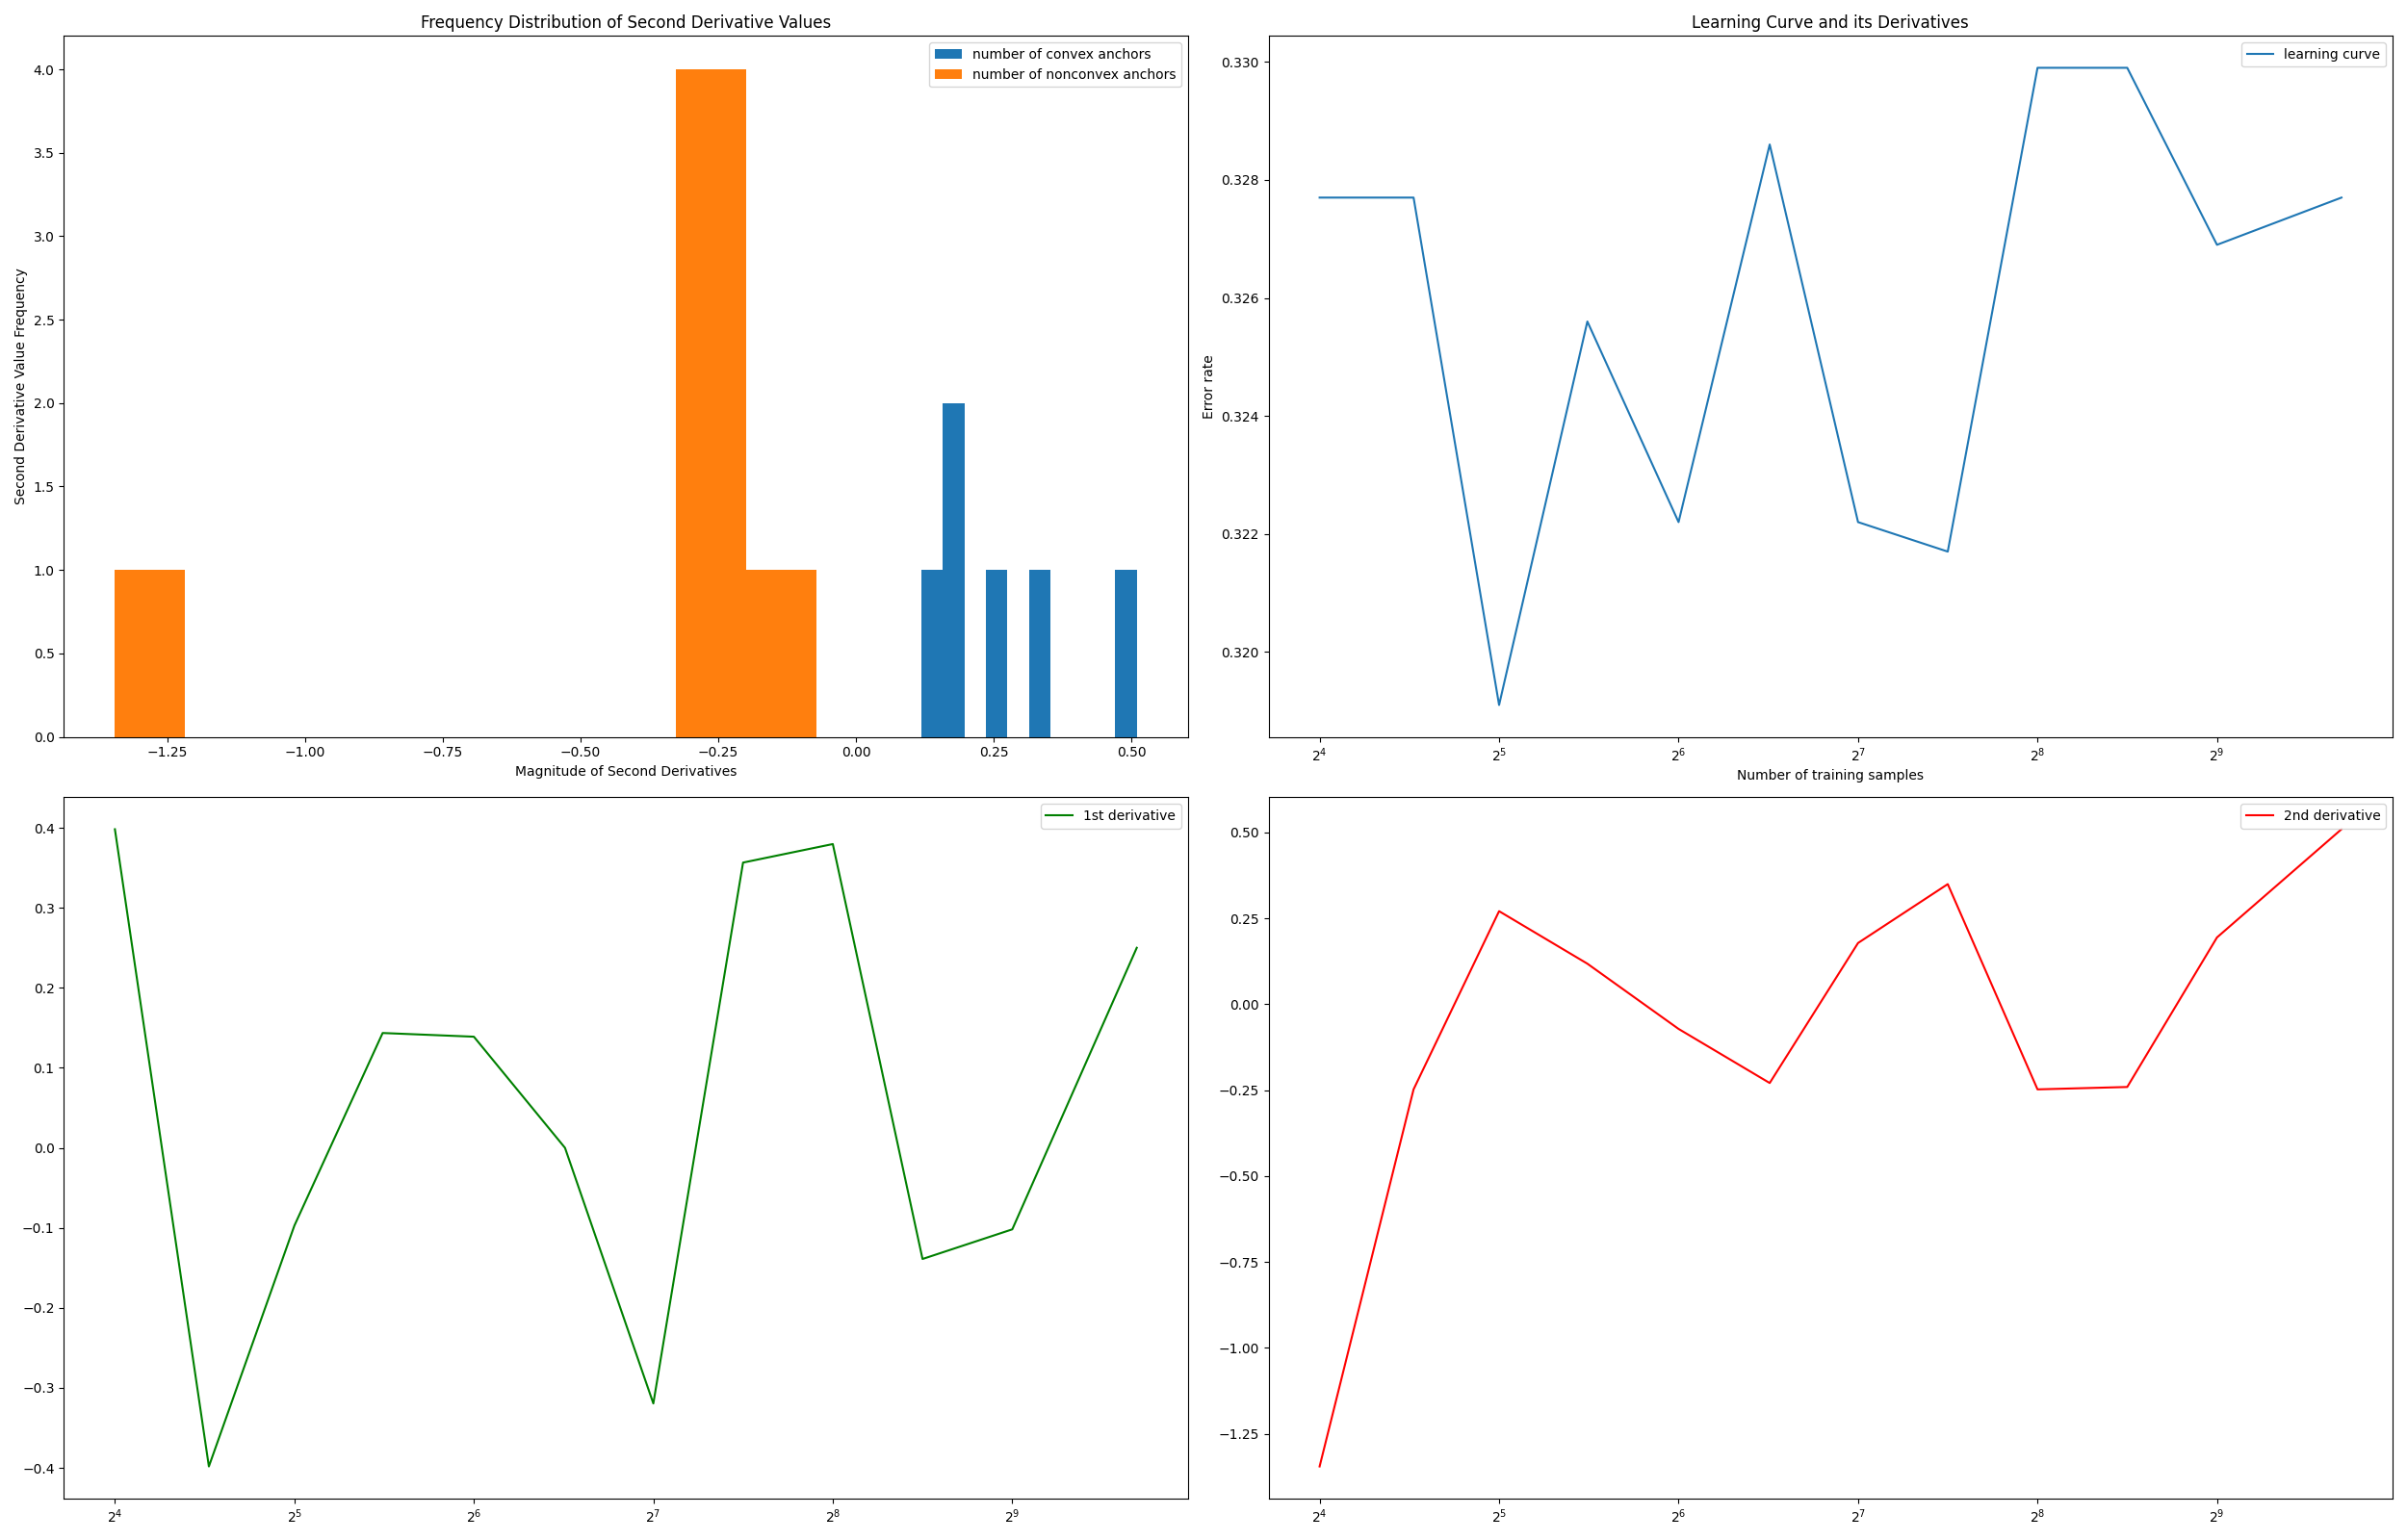 Frequency Distribution of Second Derivative Values
number of convex anchors
number of nonconvex anchors
Second Derivative Value Frequency
4.0
3.5
3.0
2.5
2.0
1.5
1.0
0.5
0.0
−1.25 −1.00 −0.75 −0.50 −0.25 0.00 0.25 0.50
Magnitude of Second Derivatives
Learning Curve and its Derivatives
learning curve
Error rate
0.330
0.328
0.326
0.324
0.322
0.320
2⁴ 2⁵ 2⁶ 2⁷ 2⁸ 2⁹
Number of training samples
1st derivative
0.4
0.3
0.2
0.1
0.0
−0.1
−0.2
−0.3
−0.4
2⁴ 2⁵ 2⁶ 2⁷ 2⁸ 2⁹
2nd derivative
0.50
0.25
0.00
−0.25
−0.50
−0.75
−1.00
−1.25
2⁴ 2⁵ 2⁶ 2⁷ 2⁸ 2⁹